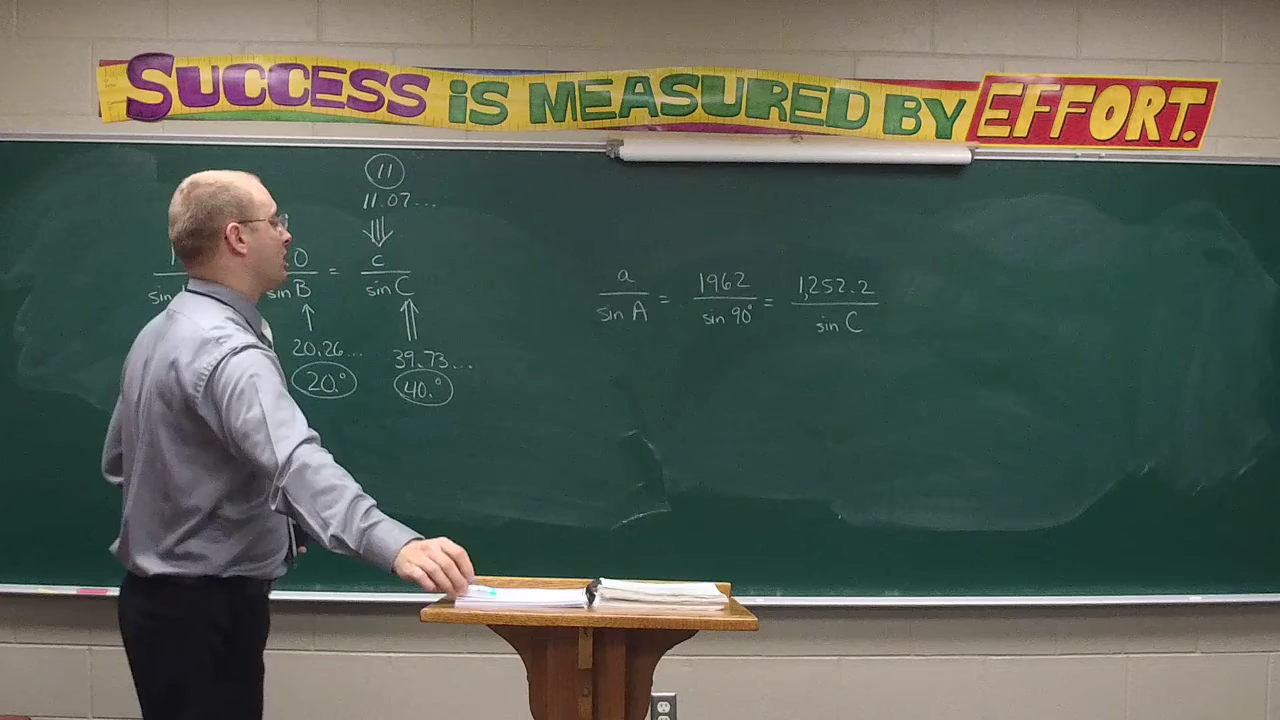 SUCCESS IS MEASURED BY EFFORT.
11
11.07...
0 = c
sin B sin C
20.26... 39.73...
20.° 40.°
a = 1962 = 1,252.2
sin A sin 90° sin C